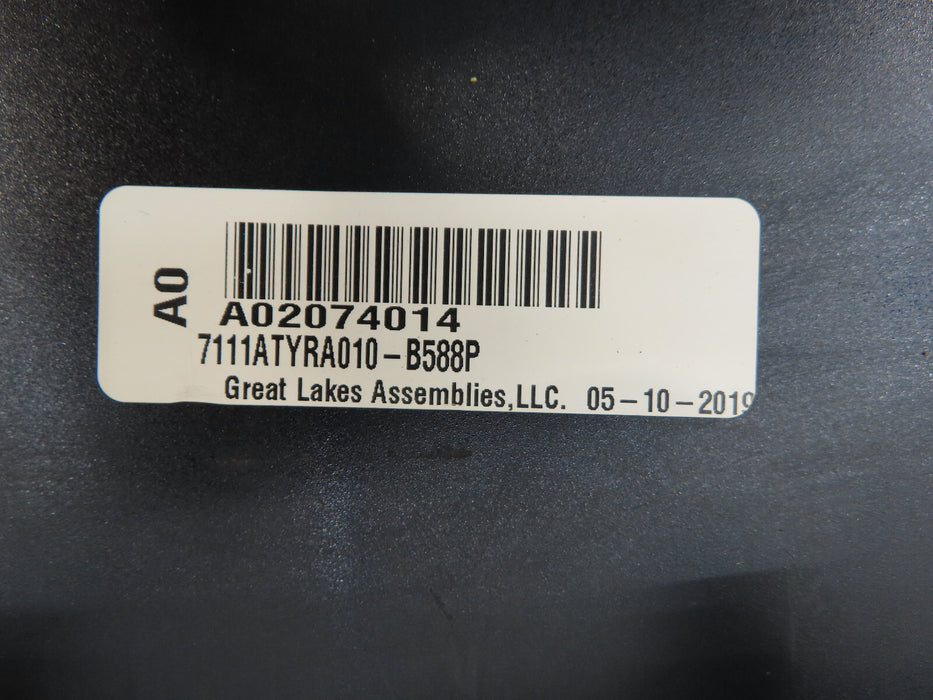 A0
A02074014
7111ATYRA010-B588P
Great Lakes Assemblies,LLC. 05-10-2019